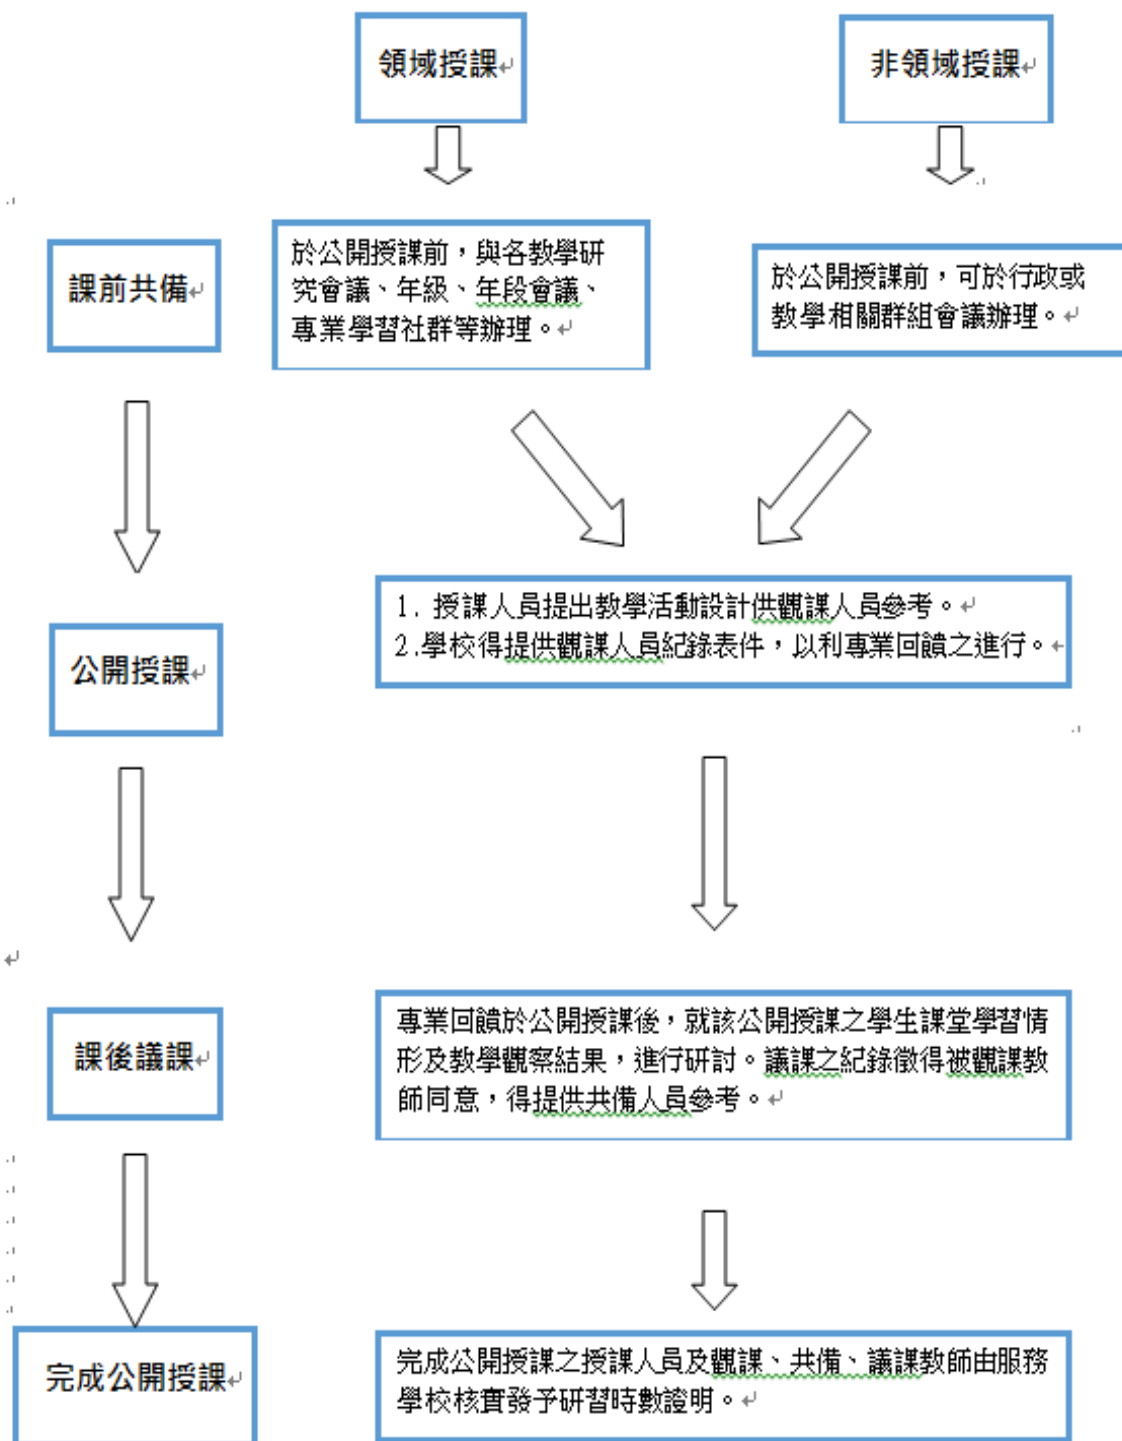 領域授課
非領域授課
課前共備
於公開授課前，與各教學研
究會議、年級、年段會議、
專業學習社群等辦理。
於公開授課前，可於行政或
教學相關群組會議辦理。
公開授課
1. 授課人員提出教學活動設計供觀課人員參考。
2.學校得提供觀課人員紀錄表件，以利專業回饋之進行。
課後議課
專業回饋於公開授課後，就該公開授課之學生課堂學習情
形及教學觀察結果，進行研討。議課之紀錄徵得被觀課教
師同意，得提供共備人員參考。
完成公開授課
完成公開授課之授課人員及觀課、共備、議課教師由服務
學校核實發予研習時數證明。